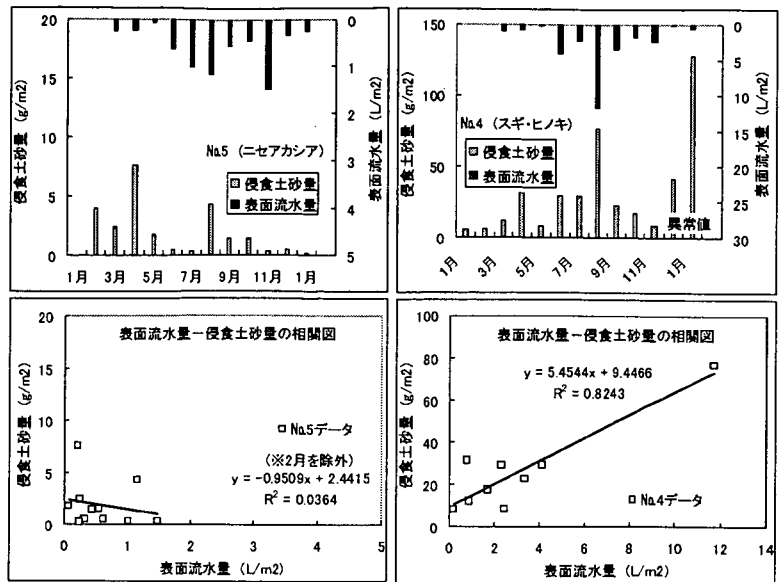 侵食土砂量 (g/m2)
20
15
10
5
0
0
1
2
3
4
5
表面流水量 (L/m2)
No.5 (ニセアカシア)
侵食土砂量
表面流水量
1月 3月 5月 7月 9月 11月 1月
侵食土砂量 (g/m2)
150
100
50
0
0
5
10
15
20
25
30
表面流水量 (L/m2)
No.4 (スギ・ヒノキ)
侵食土砂量
表面流水量
異常値
1月 3月 5月 7月 9月 11月 1月
侵食土砂量 (g/m2)
20
15
10
5
0
表面流水量ー侵食土砂量の相関図
No.5データ
(※2月を除外)
y = -0.9509x + 2.4415
R² = 0.0364
0 1 2 3 4 5
表面流水量 (L/m2)
侵食土砂量 (g/m2)
100
80
60
40
20
0
表面流水量ー侵食土砂量の相関図
y = 5.4544x + 9.4466
R² = 0.8243
No.4データ
0 2 4 6 8 10 12 14
表面流水量 (L/m2)